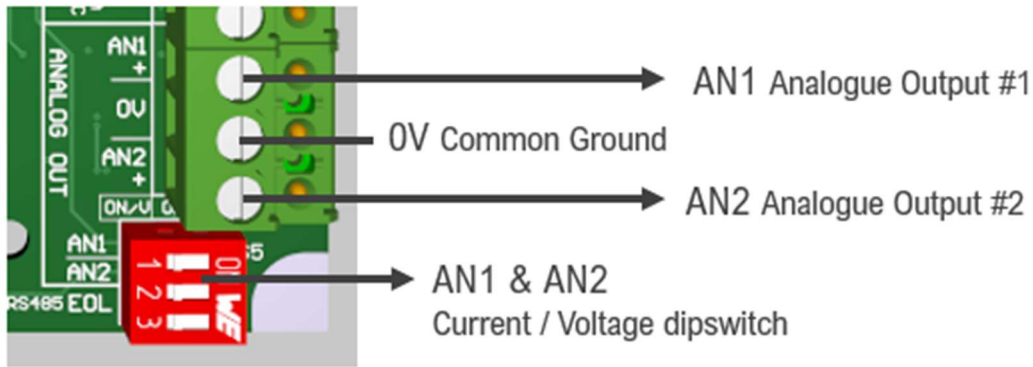 AN1
+
0V
AN2
+
ANALOG OUT
ON/V
AN1
AN2
RS485 EOL
1
2
3
WE
AN1 Analogue Output #1
0V Common Ground
AN2 Analogue Output #2
AN1 & AN2
Current / Voltage dipswitch